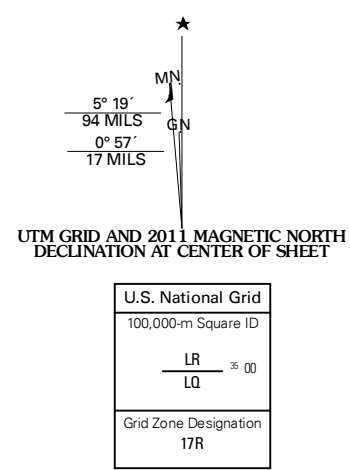 MN
5° 19´
94 MILS
GN
0° 57´
17 MILS
UTM GRID AND 2011 MAGNETIC NORTH
DECLINATION AT CENTER OF SHEET
U.S. National Grid
100,000-m Square ID
LR
35 00
LQ
Grid Zone Designation
17R